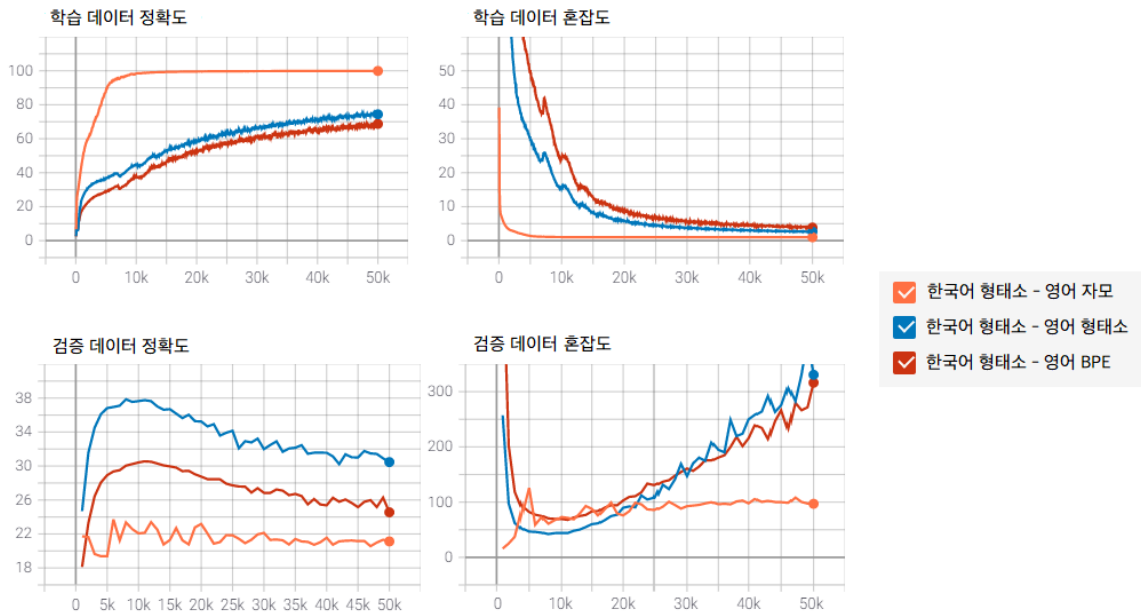 학습 데이터 정확도
100
80
60
40
20
0
0 10k 20k 30k 40k 50k
학습 데이터 혼잡도
50
40
30
20
10
0
0 10k 20k 30k 40k 50k
검증 데이터 정확도
38
34
30
26
22
18
0 5k 10k 15k 20k 25k 30k 35k 40k 45k 50k
검증 데이터 혼잡도
300
200
100
0
0 10k 20k 30k 40k 50k
한국어 형태소 - 영어 자모
한국어 형태소 - 영어 형태소
한국어 형태소 - 영어 BPE